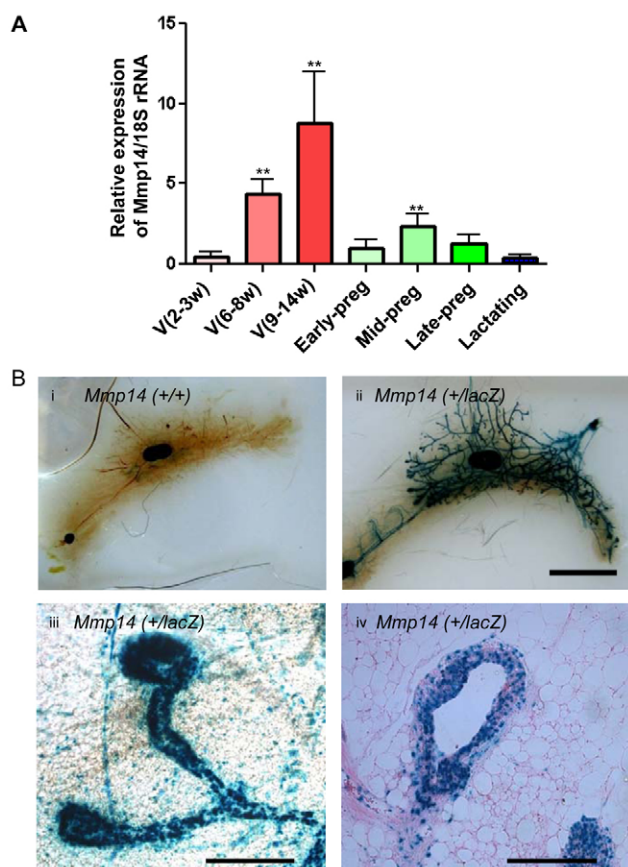 A
Relative expression
of Mmp14/18S rRNA
15
10
5
0
**
**
**
V(2-3w)
V(6-8w)
V(9-14w)
Early-preg
Mid-preg
Late-preg
Lactating
B
i Mmp14 (+/+)
ii Mmp14 (+/lacZ)
iii Mmp14 (+/lacZ)
iv Mmp14 (+/lacZ)